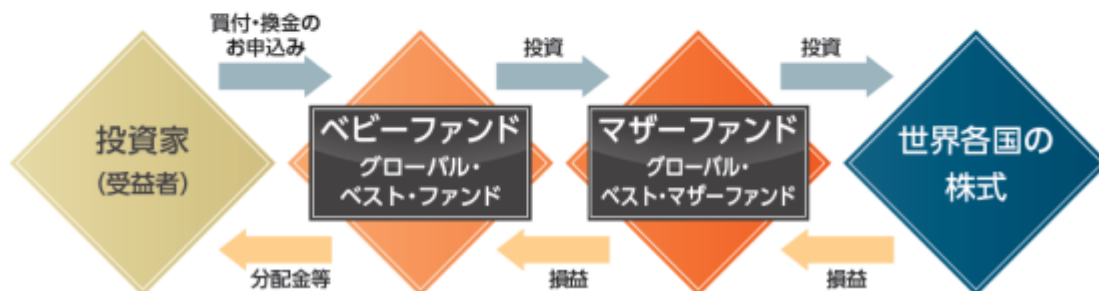 買付・換金の
お申込み
投資
投資
投資家
(受益者)
ベビーファンド
グローバル・
ベスト・ファンド
マザーファンド
グローバル・
ベスト・マザーファンド
世界各国の
株式
分配金等
損益
損益